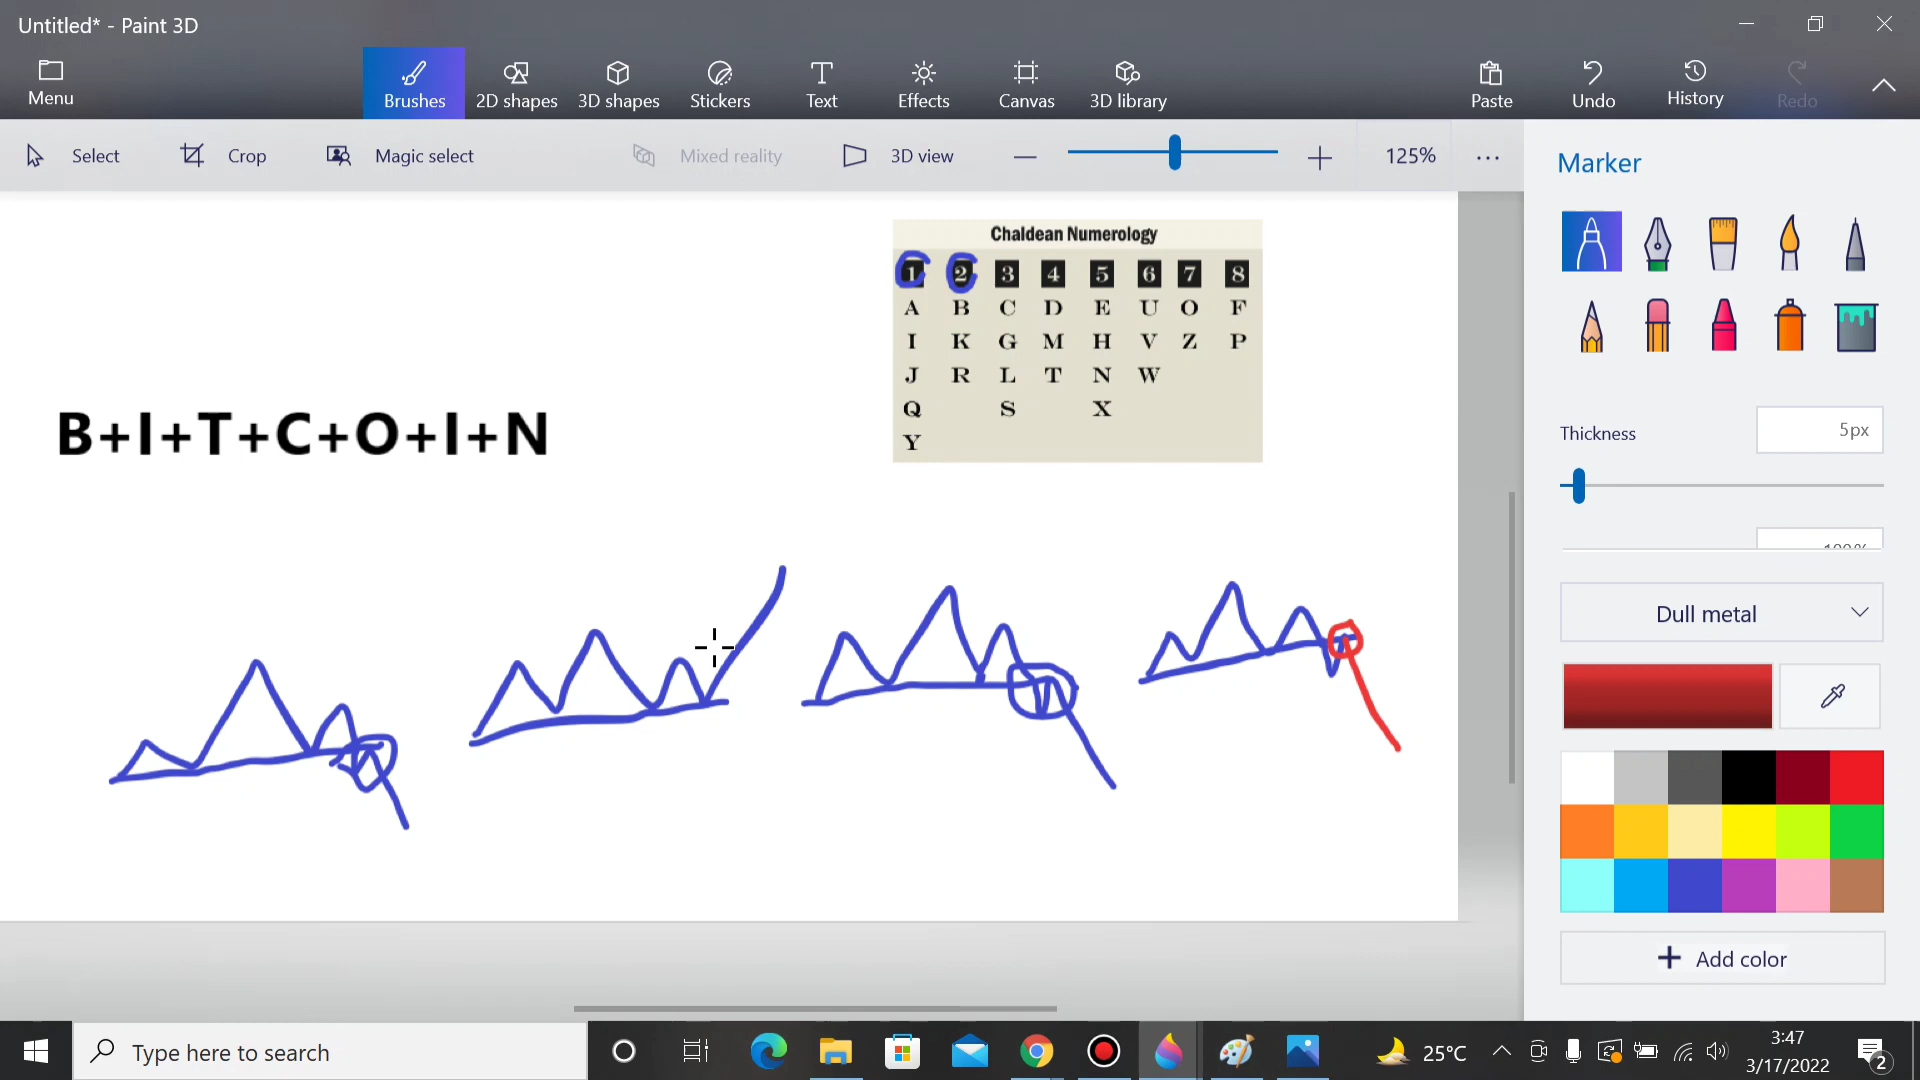 Untitled* - Paint 3D
Menu
Brushes
2D shapes
3D shapes
Stickers
Text
Effects
Canvas
3D library
Paste
Undo
History
Redo
Select
Crop
Magic select
Mixed reality
3D view
125%
Marker
Chaldean Numerology
1 2 3 4 5 6 7 8
A B C D E U O F
I K G M H V Z P
J R L T N W
Q S X
Y
B+I+T+C+O+I+N
Thickness
5px
Dull metal
Add color
Type here to search
25°C
3:47
3/17/2022
2